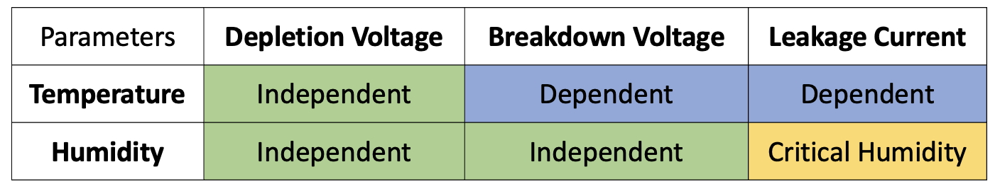 Parameters Depletion Voltage Breakdown Voltage Leakage Current
Temperature Independent Dependent Dependent
Humidity Independent Independent Critical Humidity